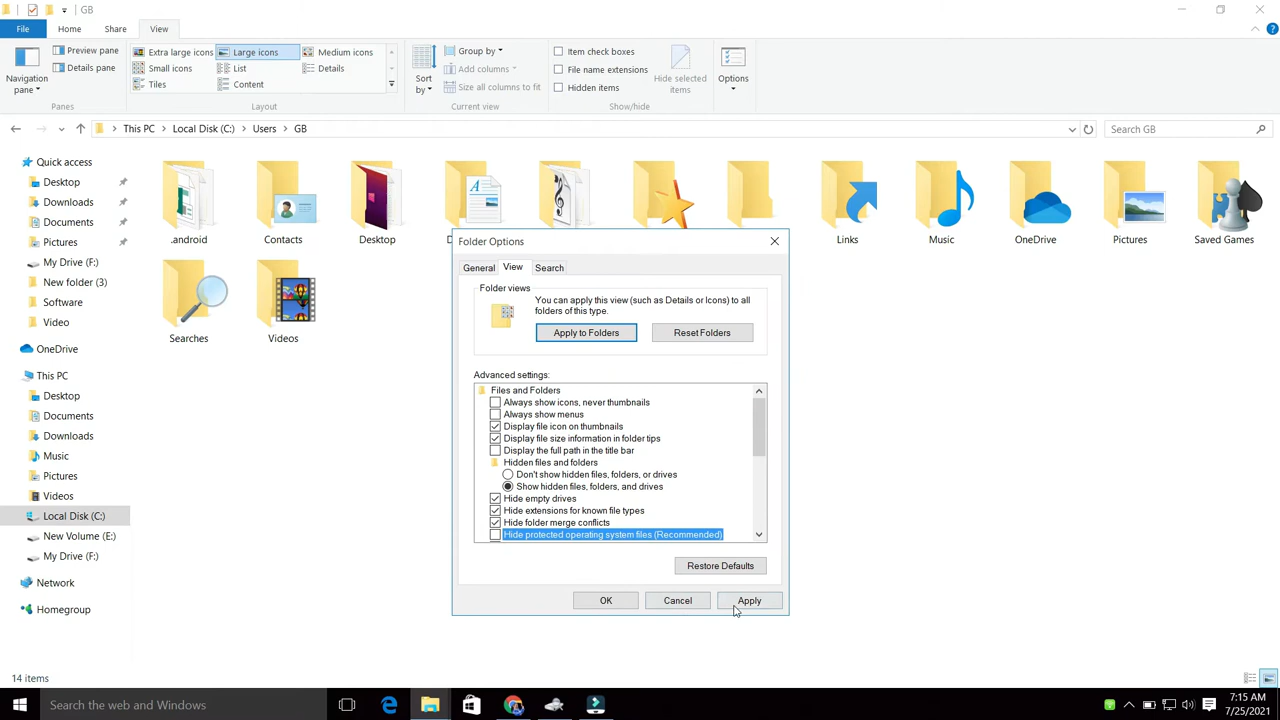 GB
File Home Share View
Preview pane
Details pane
Navigation
pane
Panes
Extra large icons Large icons Medium icons
Small icons List Details
Tiles Content
Layout
Sort
by
Group by
Add columns
Size all columns to fit
Current view
Item check boxes
File name extensions
Hidden items
Hide selected
items
Show/hide
Options
This PC Local Disk (C:) Users GB
Search GB
Quick access
Desktop
Downloads
Documents
Pictures
My Drive (F:)
New folder (3)
Software
Video
OneDrive
This PC
Desktop
Documents
Downloads
Music
Pictures
Videos
Local Disk (C:)
New Volume (E:)
My Drive (F:)
Network
Homegroup
.android Contacts Desktop Links Music OneDrive Pictures Saved Games
Searches Videos
Folder Options
General View Search
Folder views
You can apply this view (such as Details or Icons) to all
folders of this type.
Apply to Folders Reset Folders
Advanced settings:
Files and Folders
Always show icons, never thumbnails
Always show menus
Display file icon on thumbnails
Display file size information in folder tips
Display the full path in the title bar
Hidden files and folders
Don't show hidden files, folders, or drives
Show hidden files, folders, and drives
Hide empty drives
Hide extensions for known file types
Hide folder merge conflicts
Hide protected operating system files (Recommended)
Restore Defaults
OK Cancel Apply
14 items
Search the web and Windows
7:15 AM
7/25/2021